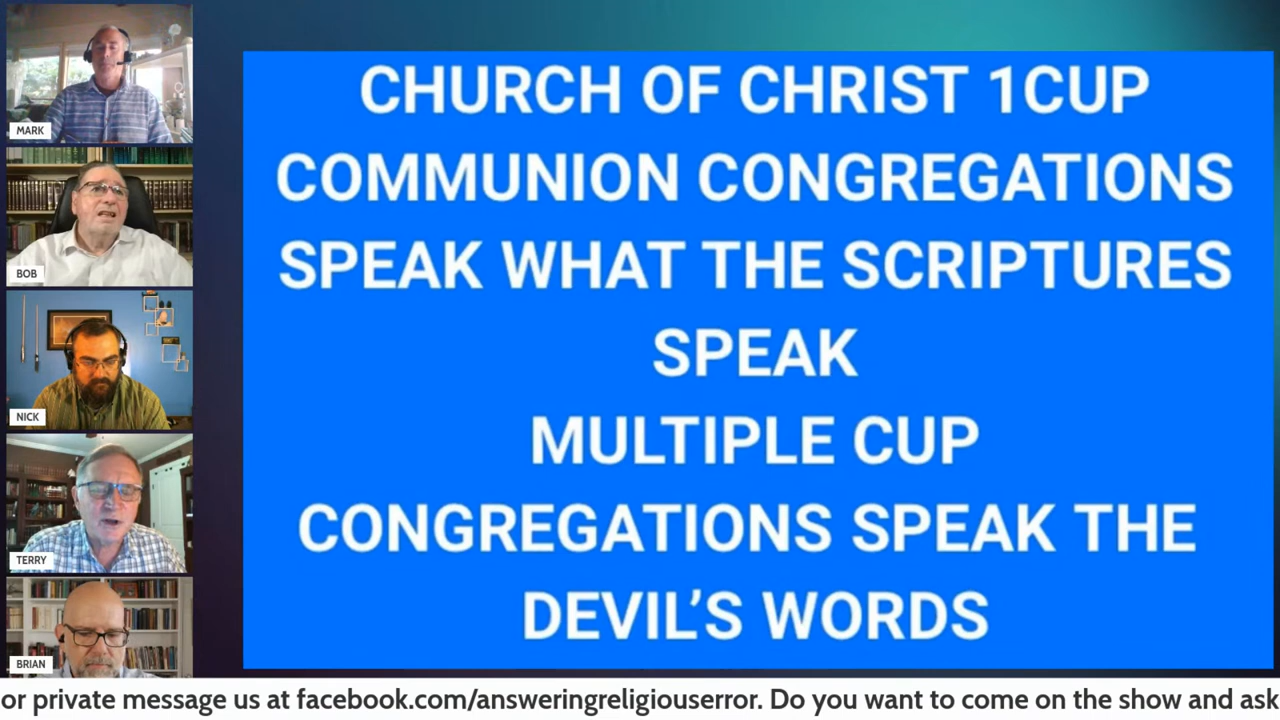 MARK
BOB
NICK
TERRY
BRIAN
CHURCH OF CHRIST 1CUP
COMMUNION CONGREGATIONS
SPEAK WHAT THE SCRIPTURES
SPEAK
MULTIPLE CUP
CONGREGATIONS SPEAK THE
DEVIL'S WORDS
or private message us at facebook.com/answeringreligiouserror. Do you want to come on the show and ask